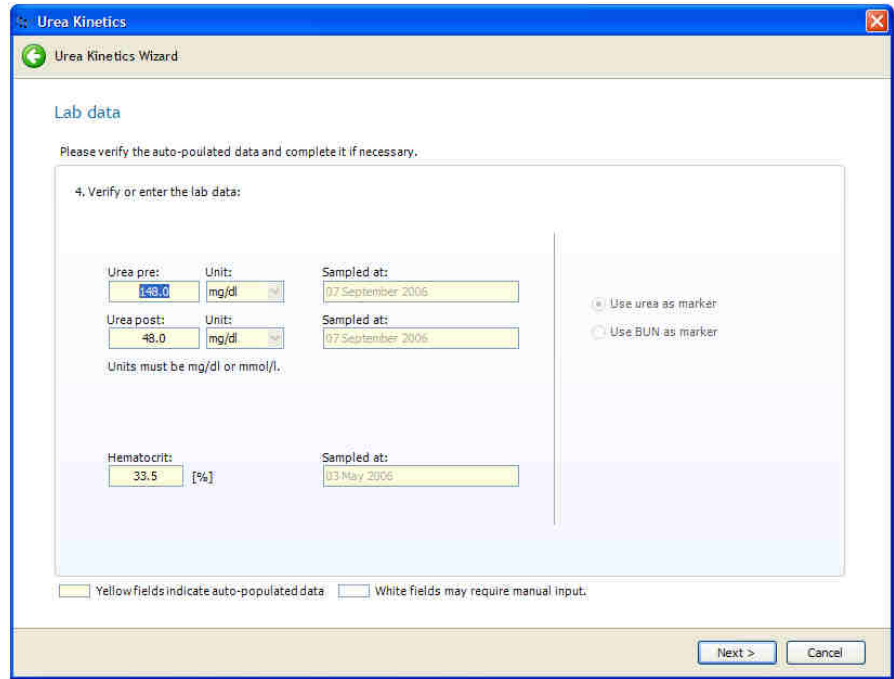 Urea Kinetics
Urea Kinetics Wizard
Lab data
Please verify the auto-poulated data and complete it if necessary.
4. Verify or enter the lab data:
Urea pre: Unit: Sampled at:
148.0 mg/dl 07 September 2006
Use urea as marker
Urea post: Unit: Sampled at:
48.0 mg/dl 07 September 2006
Use BUN as marker
Units must be mg/dl or mmol/l.
Hematocrit: Sampled at:
33.5 [%] 03 May 2006
Yellow fields indicate auto-populated data White fields may require manual input.
Next > Cancel